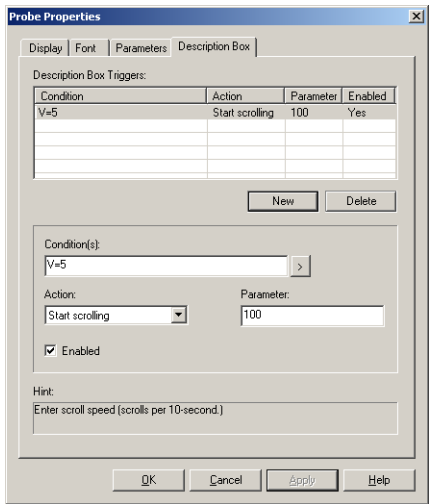 Probe Properties
Display Font Parameters Description Box
Description Box Triggers:
Condition Action Parameter Enabled
V=5 Start scrolling 100 Yes
New Delete
Condition(s):
V=5 >
Action: Parameter:
Start scrolling 100
Enabled
Hint:
Enter scroll speed (scrolls per 10-second.)
OK Cancel Apply Help